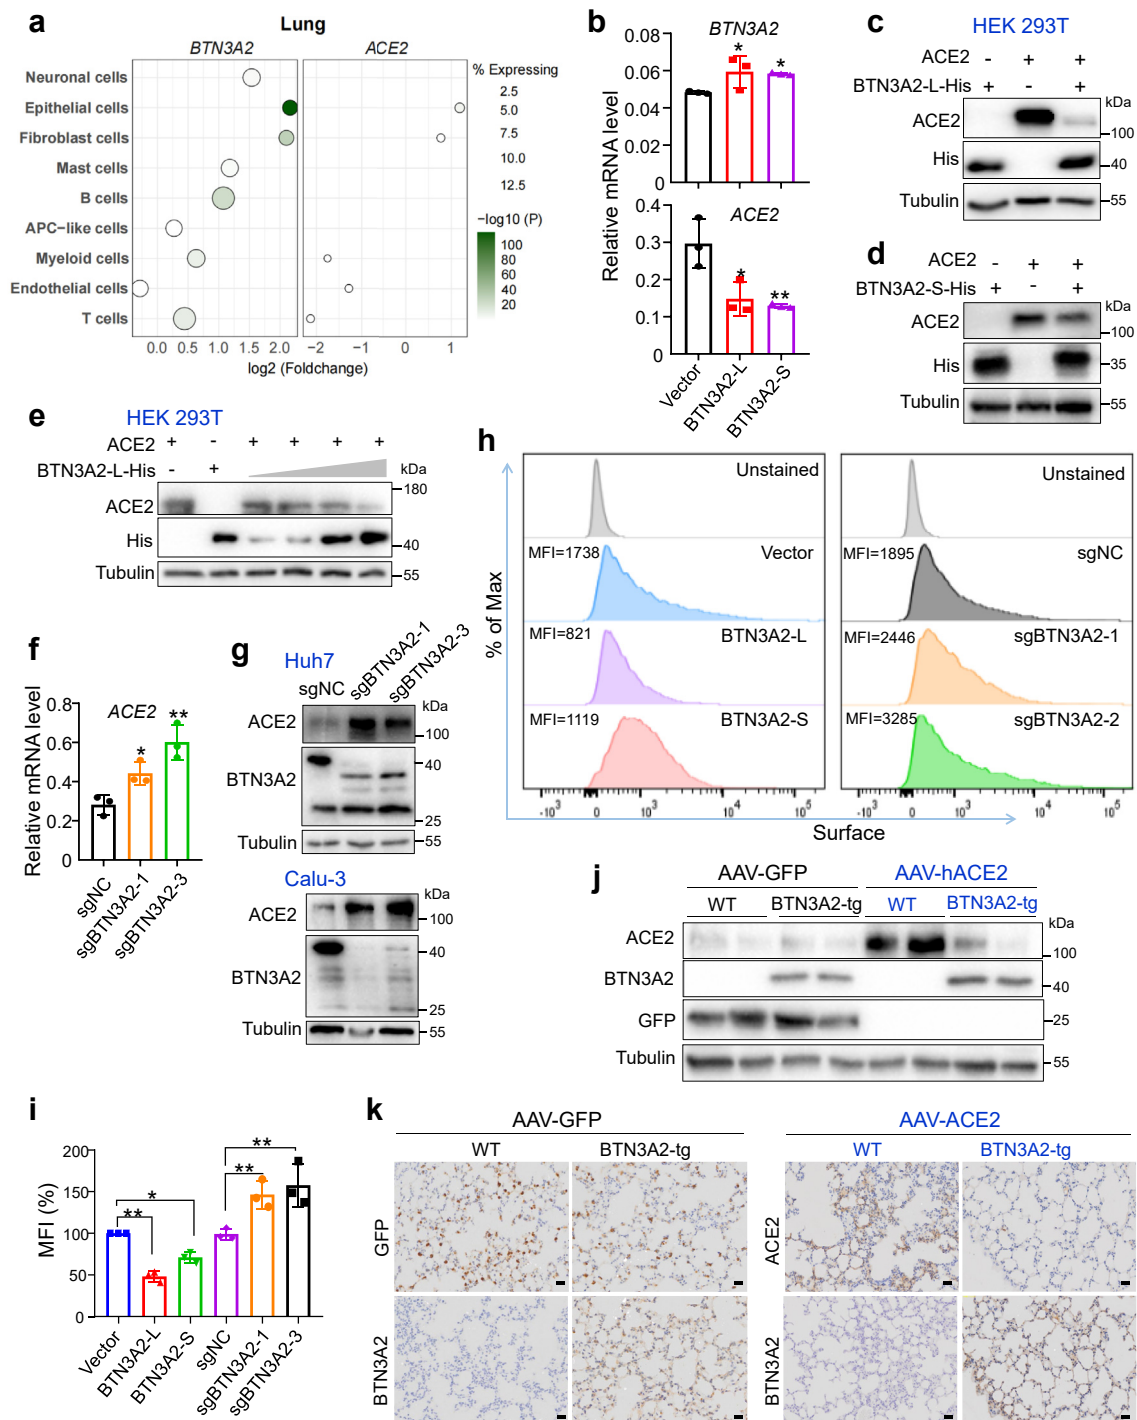 a
Lung
BTN3A2
ACE2
Neuronal cells
Epithelial cells
Fibroblast cells
Mast cells
B cells
APC−like cells
Myeloid cells
Endothelial cells
T cells
0.0 0.5 1.0 1.5 2.0
−2 −1 0 1
log2 (Foldchange)
% Expressing
2.5
5.0
7.5
10.0
12.5
−log10 (P)
100
80
60
40
20
b
Relative mRNA level
BTN3A2
0.08
0.06
0.04
0.02
0
* *
ACE2
0.4
0.3
0.2
0.1
0
* **
Vector
BTN3A2-L
BTN3A2-S
c
HEK 293T
ACE2 - + +
BTN3A2-L-His + - +
kDa
ACE2 100
His 40
Tubulin 55
d
ACE2 - + +
BTN3A2-S-His + - +
ACE2 100
His 35
Tubulin 55
e
HEK 293T
ACE2 + - + + + +
BTN3A2-L-His - +
kDa
180
ACE2
His 40
Tubulin 55
f
Relative mRNA level
ACE2
0.8
0.6
0.4
0.2
0
* **
sgNC
sgBTN3A2-1
sgBTN3A2-3
g
Huh7
sgNC sgBTN3A2-1 sgBTN3A2-3
kDa
ACE2 100
BTN3A2 40
25
Tubulin 55
Calu-3
kDa
ACE2 100
BTN3A2 40
25
Tubulin 55
h
% of Max
Unstained
MFI=1738 Vector
MFI=821 BTN3A2-L
MFI=1119 BTN3A2-S
-10³ 0 10³ 10⁴ 10⁵
Unstained
MFI=1895 sgNC
MFI=2446 sgBTN3A2-1
MFI=3285 sgBTN3A2-2
-10³ 0 10³ 10⁴ 10⁵
Surface
i
MFI (%)
200
150
100
50
0
** * ** **
Vector
BTN3A2-L
BTN3A2-S
sgNC
sgBTN3A2-1
sgBTN3A2-3
j
AAV-GFP AAV-hACE2
WT BTN3A2-tg WT BTN3A2-tg
kDa
ACE2 100
BTN3A2 40
GFP 25
Tubulin 55
k
AAV-GFP AAV-ACE2
WT BTN3A2-tg WT BTN3A2-tg
GFP ACE2
BTN3A2 BTN3A2